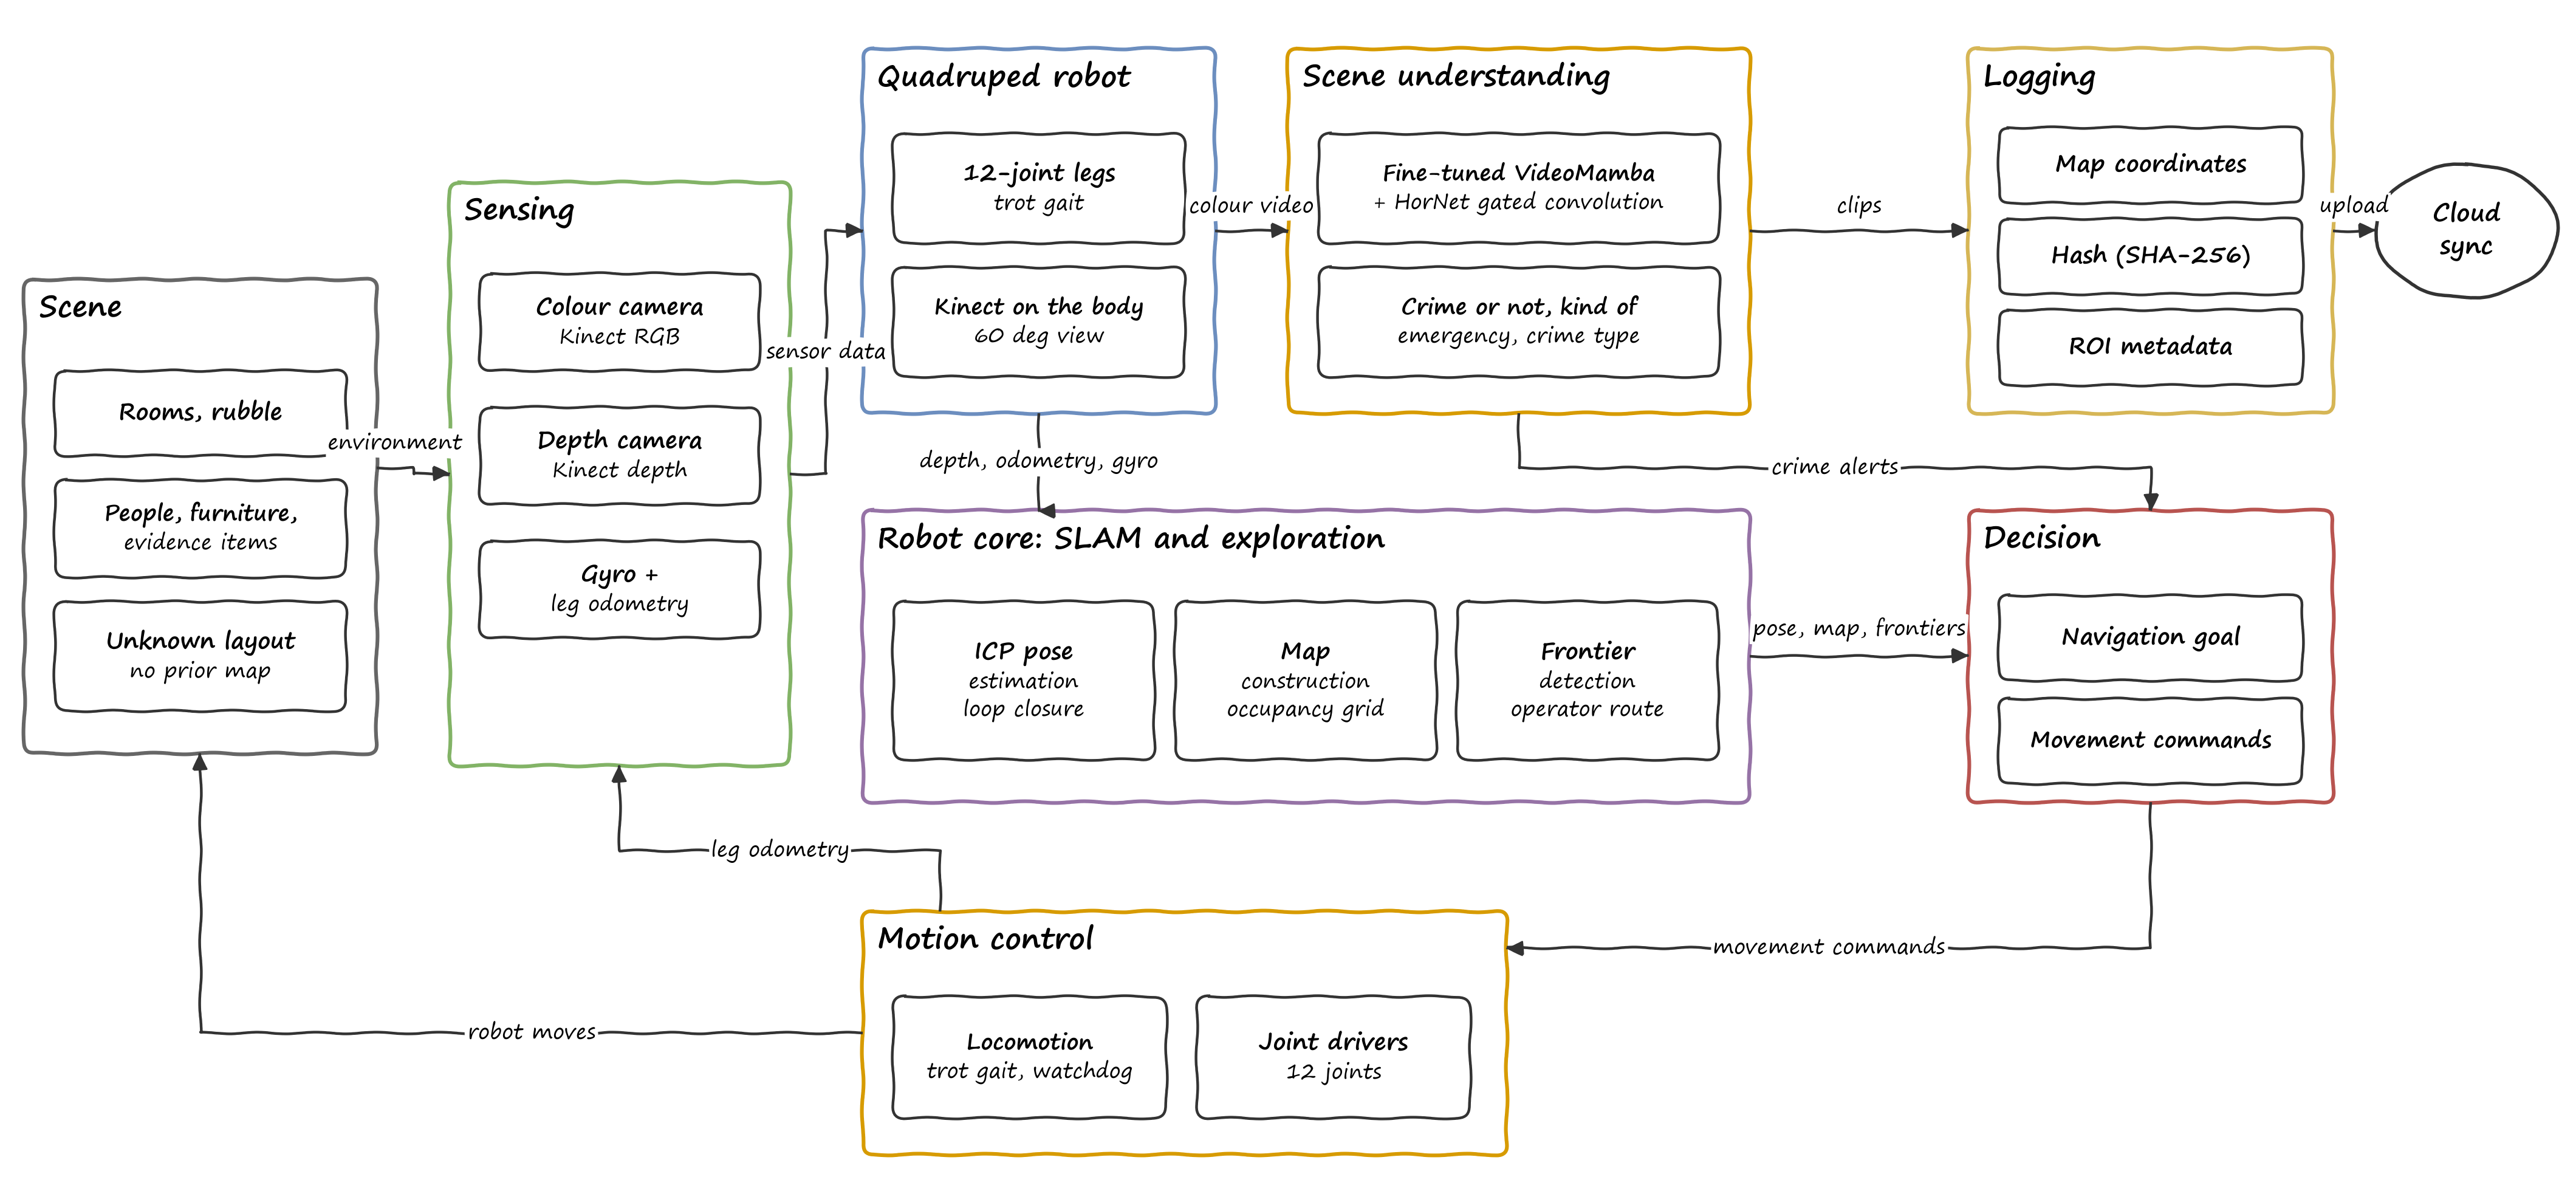 Scene
Rooms, rubble
People, furniture,
evidence items
Unknown layout
no prior map
environment
Sensing
Colour camera
Kinect RGB
Depth camera
Kinect depth
Gyro +
leg odometry
sensor data
Quadruped robot
12-joint legs
trot gait
Kinect on the body
60 deg view
colour video
Scene understanding
Fine-tuned VideoMamba
+ HorNet gated convolution
Crime or not, kind of
emergency, crime type
clips
Logging
Map coordinates
Hash (SHA-256)
ROI metadata
upload
Cloud
sync
depth, odometry, gyro
crime alerts
Robot core: SLAM and exploration
ICP pose
estimation
loop closure
Map
construction
occupancy grid
Frontier
detection
operator route
pose, map, frontiers
Decision
Navigation goal
Movement commands
leg odometry
movement commands
Motion control
Locomotion
trot gait, watchdog
Joint drivers
12 joints
robot moves